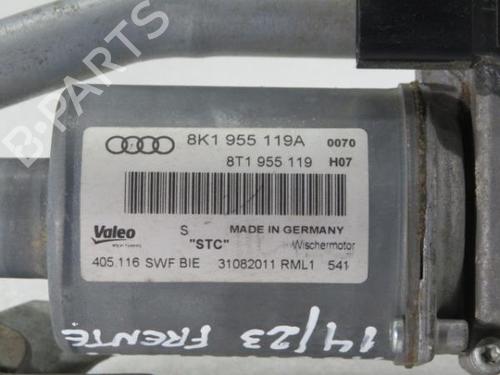 B-PARTS
8K1 955 119A 0070
8T1 955 119 H07
Valeo
S MADE IN GERMANY
"STC" Wischermotor
405.116 SWF BIE 31082011 RML1 541
14/23 FRENTE